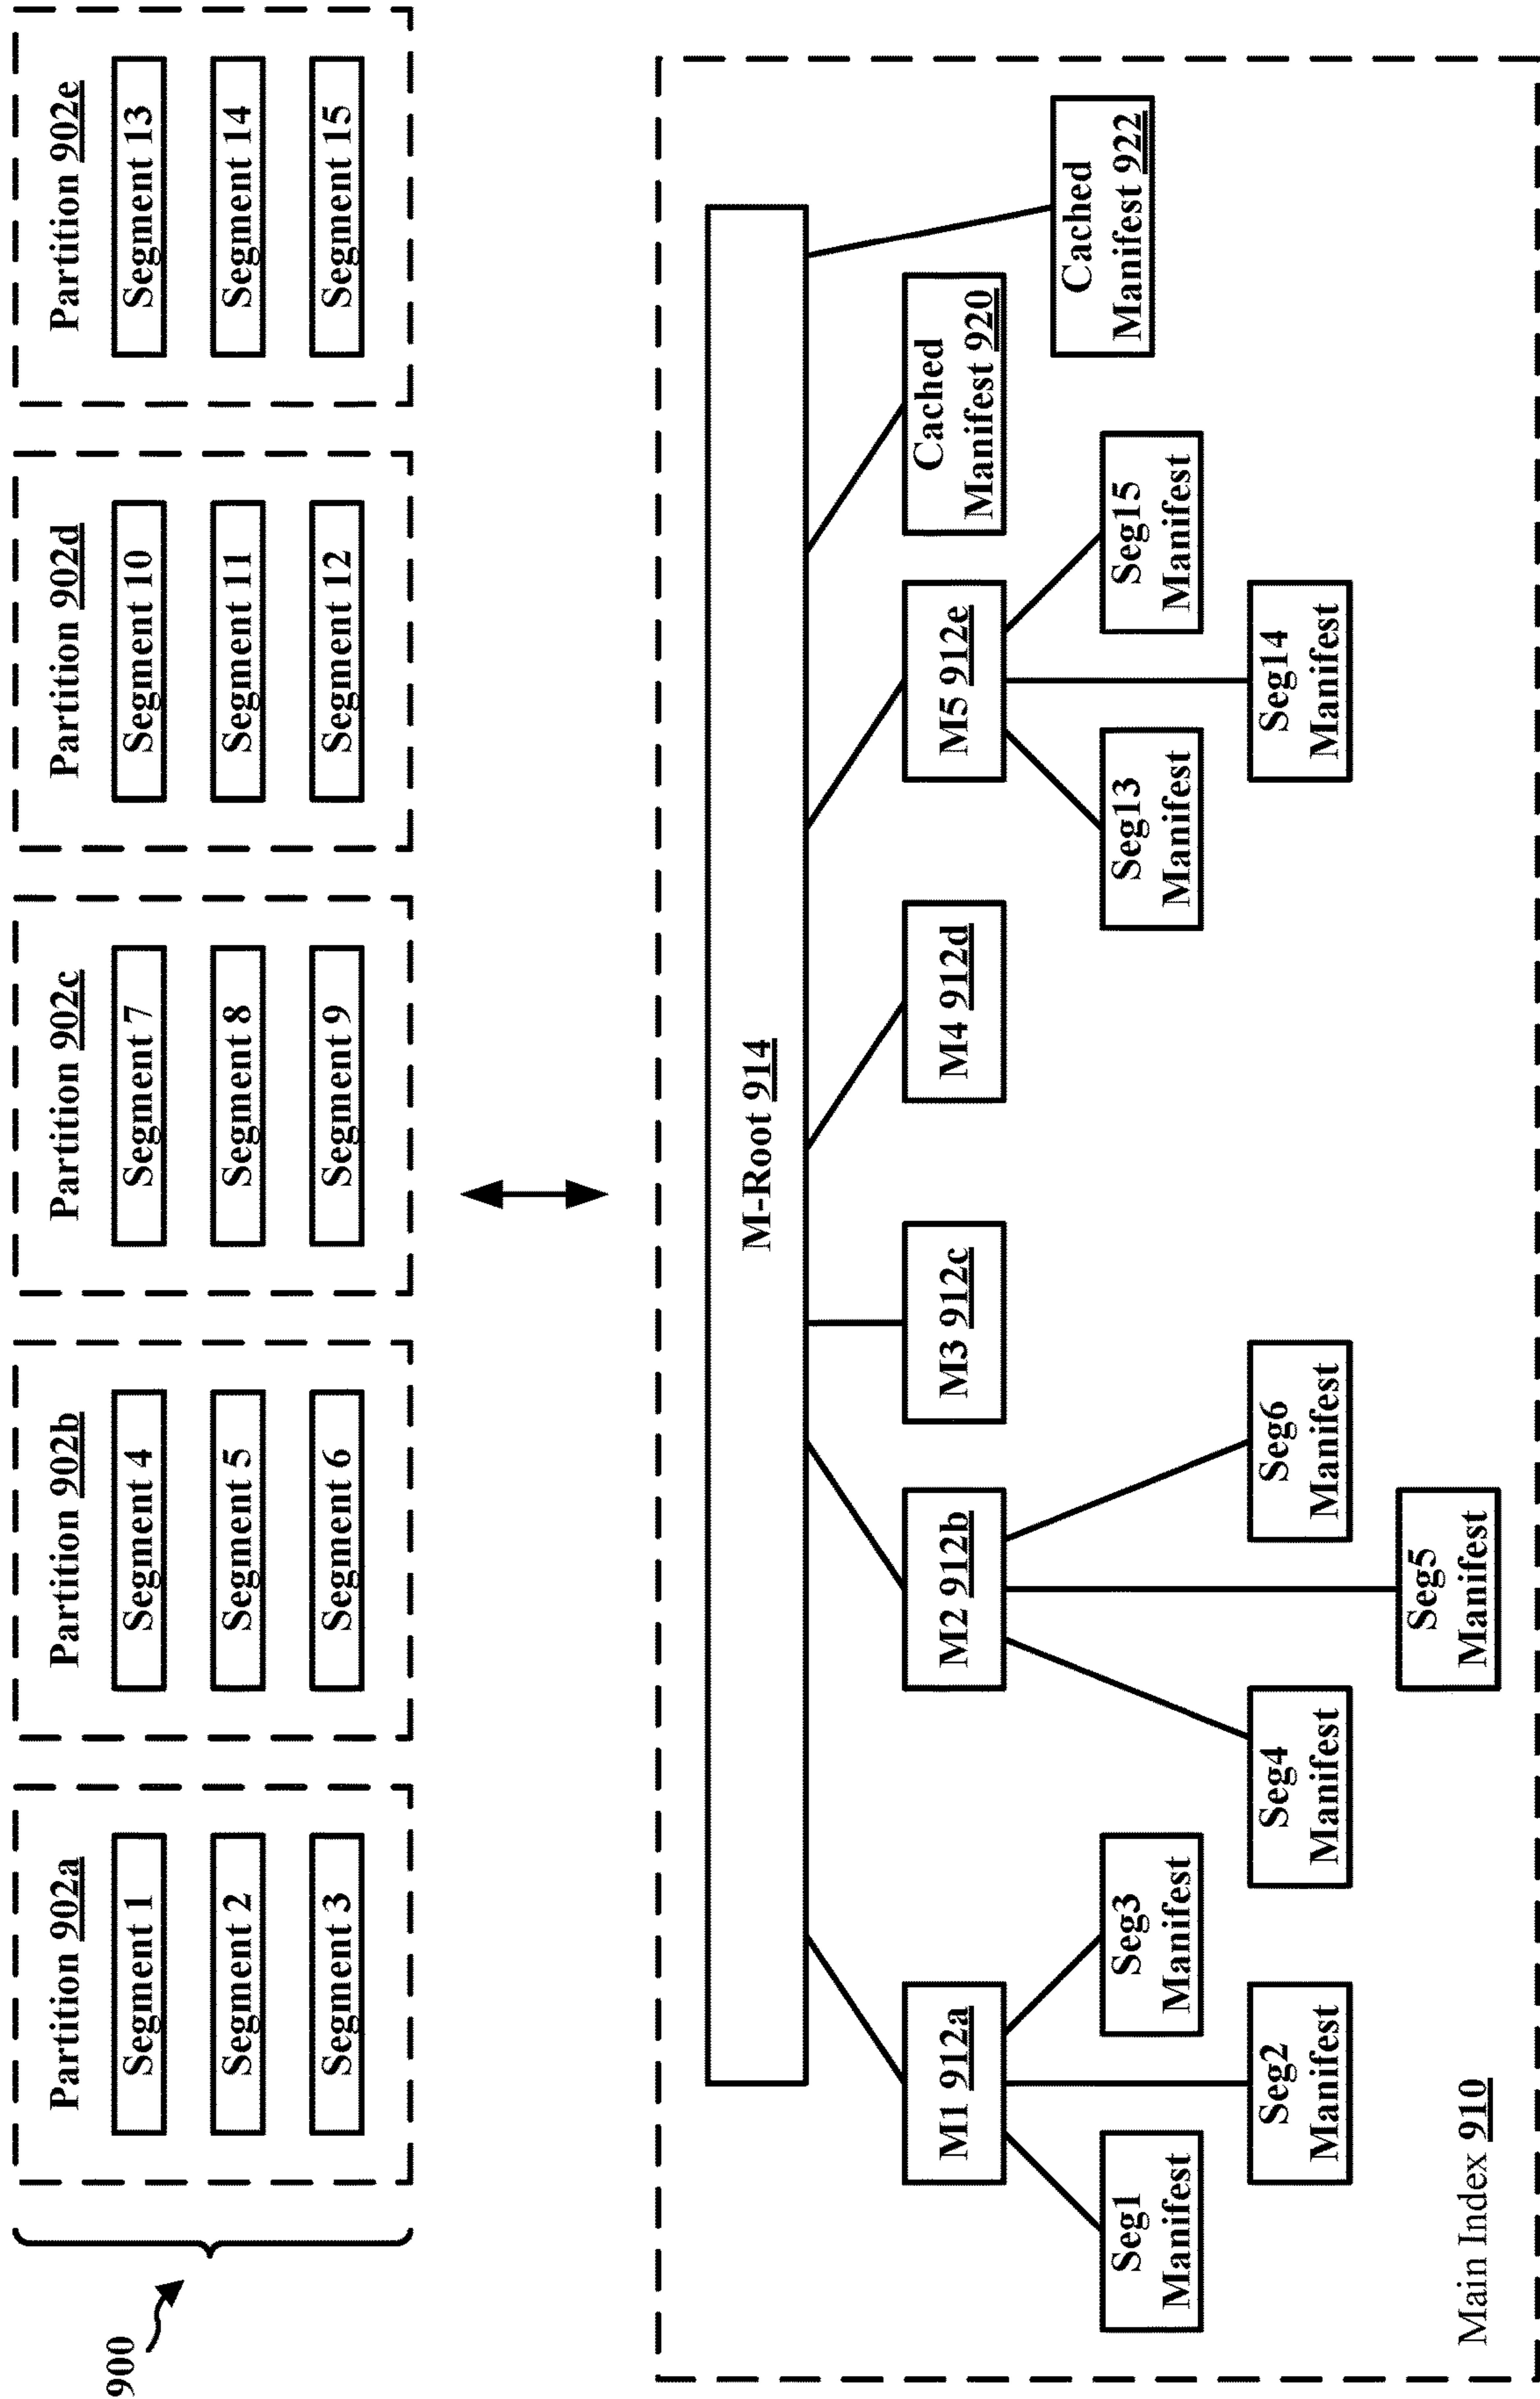 900
Partition 902a
Segment 1
Segment 2
Segment 3
Partition 902b
Segment 4
Segment 5
Segment 6
Partition 902c
Segment 7
Segment 8
Segment 9
Partition 902d
Segment 10
Segment 11
Segment 12
Partition 902e
Segment 13
Segment 14
Segment 15
M-Root 914
M1 912a
M2 912b
M3 912c
M4 912d
M5 912e
Cached
Manifest 920
Cached
Manifest 922
Seg1
Manifest
Seg2
Manifest
Seg3
Manifest
Seg4
Manifest
Seg5
Manifest
Seg6
Manifest
Seg13
Manifest
Seg14
Manifest
Seg15
Manifest
Main Index 910